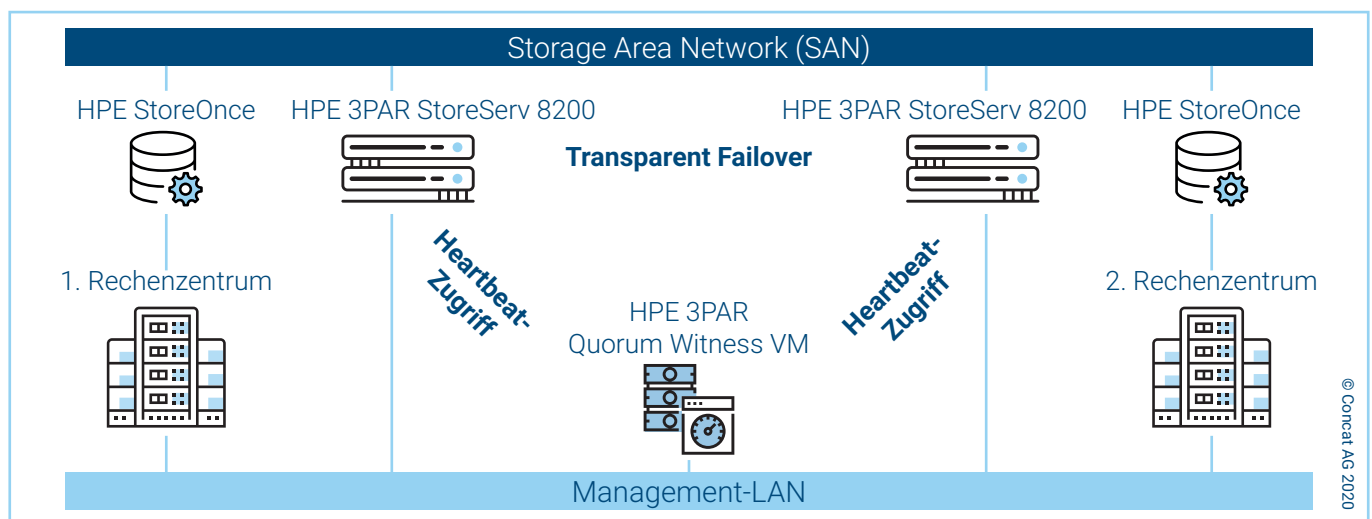 Storage Area Network (SAN)
HPE StoreOnce
HPE 3PAR StoreServ 8200
HPE 3PAR StoreServ 8200
HPE StoreOnce
Transparent Failover
Heartbeat-
Zugriff
Heartbeat-
Zugriff
1. Rechenzentrum
2. Rechenzentrum
HPE 3PAR
Quorum Witness VM
Management-LAN
© Concat AG 2020